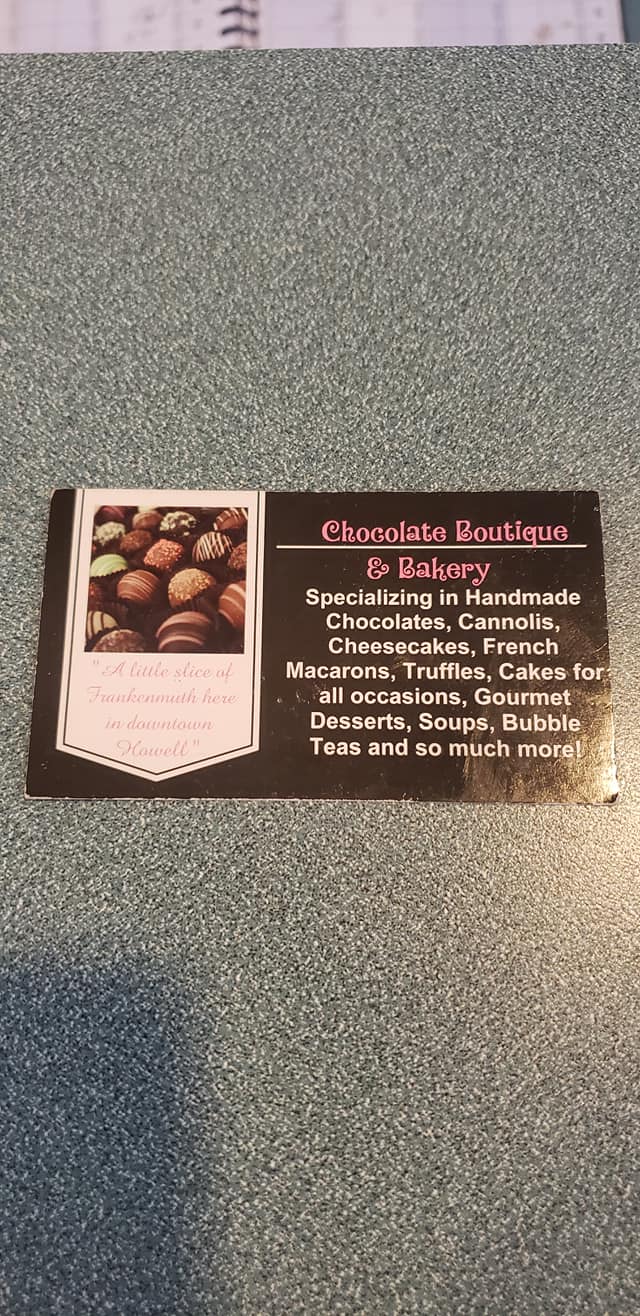 "A little slice of
Frankenmuth here
in downtown
Howell"
Chocolate Boutique
& Bakery
Specializing in Handmade
Chocolates, Cannolis,
Cheesecakes, French
Macarons, Truffles, Cakes for
all occasions, Gourmet
Desserts, Soups, Bubble
Teas and so much more!